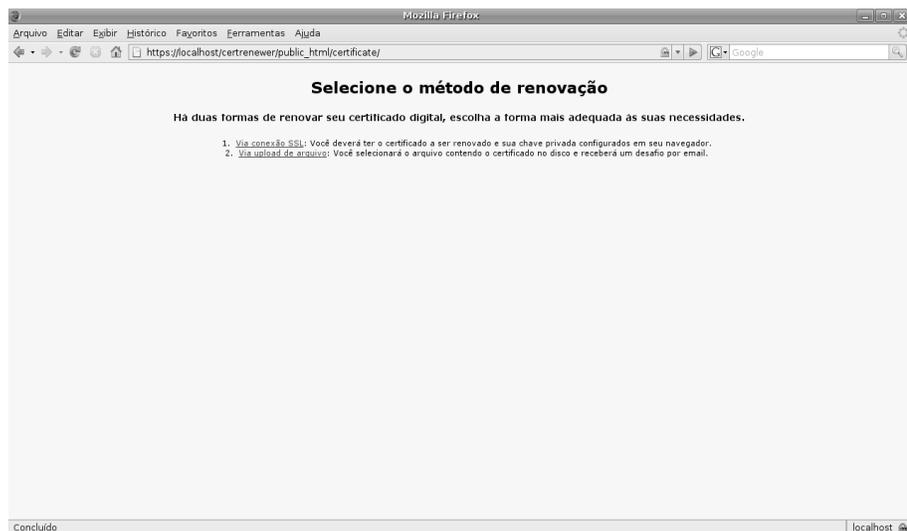 Mozilla Firefox
Arquivo Editar Exibir Histórico Favoritos Ferramentas Ajuda
https://localhost/certrenewer/public_html/certificate/
G Google
Selecione o método de renovação
Há duas formas de renovar seu certificado digital, escolha a forma mais adequada às suas necessidades.
1. Via conexão SSL: Você deverá ter o certificado a ser renovado e sua chave privada configurados em seu navegador.
2. Via upload de arquivo: Você selecionará o arquivo contendo o certificado no disco e receberá um desafio por email.
Concluído localhost